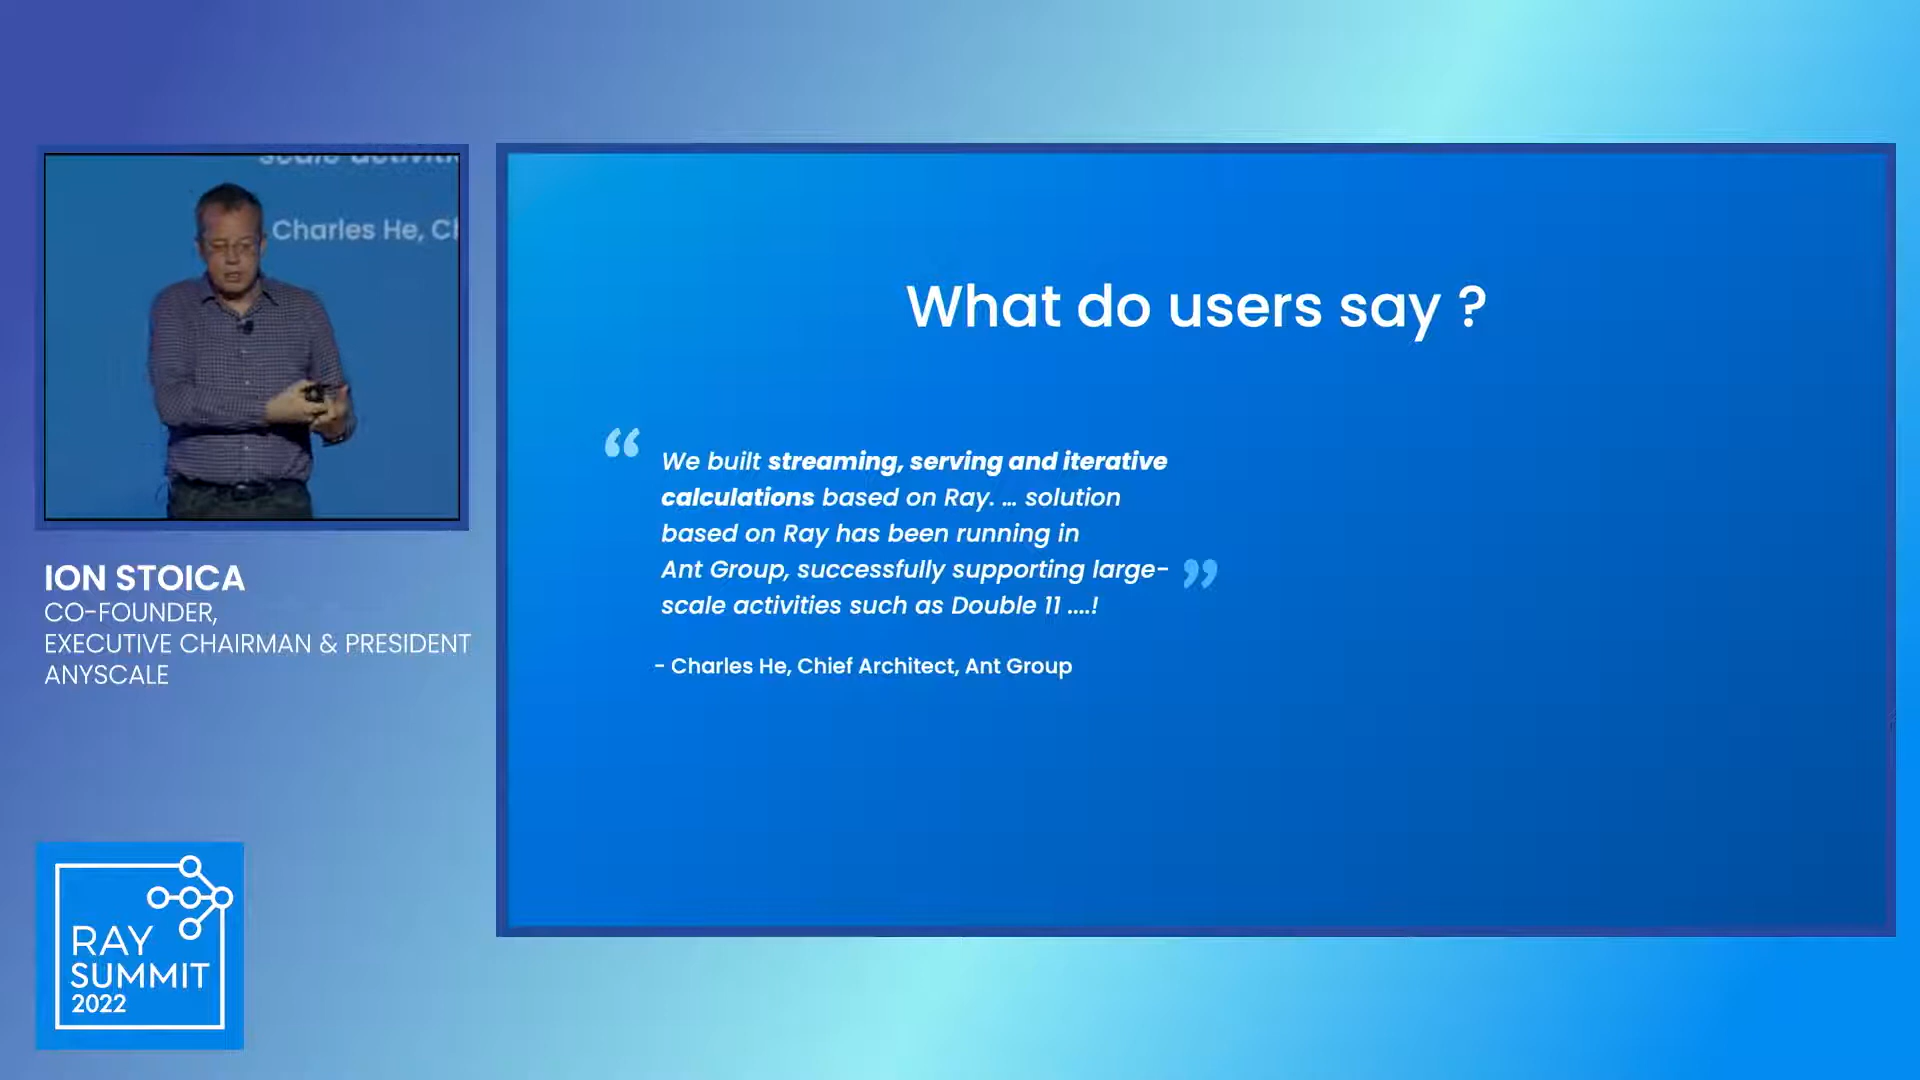 Charles He,
ION STOICA
CO-FOUNDER,
EXECUTIVE CHAIRMAN & PRESIDENT
ANYSCALE
RAY
SUMMIT
2022
What do users say ?
“ We built streaming, serving and iterative
calculations based on Ray. ... solution
based on Ray has been running in
Ant Group, successfully supporting large- ”
scale activities such as Double 11 ....!
- Charles He, Chief Architect, Ant Group